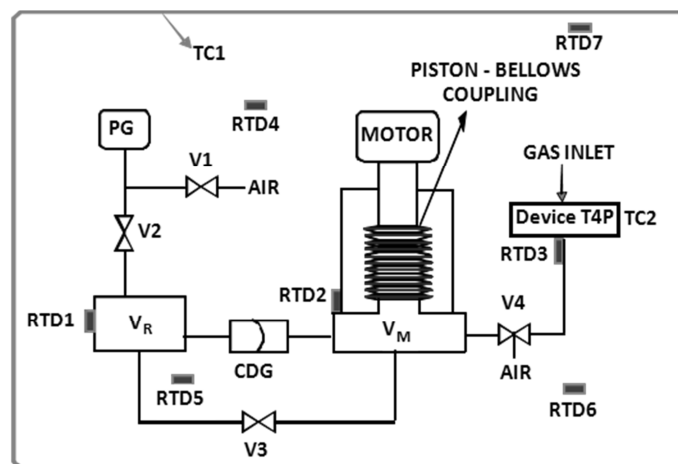 RTD7
TC1
PISTON - BELLOWS
COUPLING
RTD4
PG
MOTOR
V1
AIR
GAS INLET
V2
Device T4P
TC2
RTD3
RTD2
RTD1
VR
VM
V4
CDG
AIR
RTD5
RTD6
V3